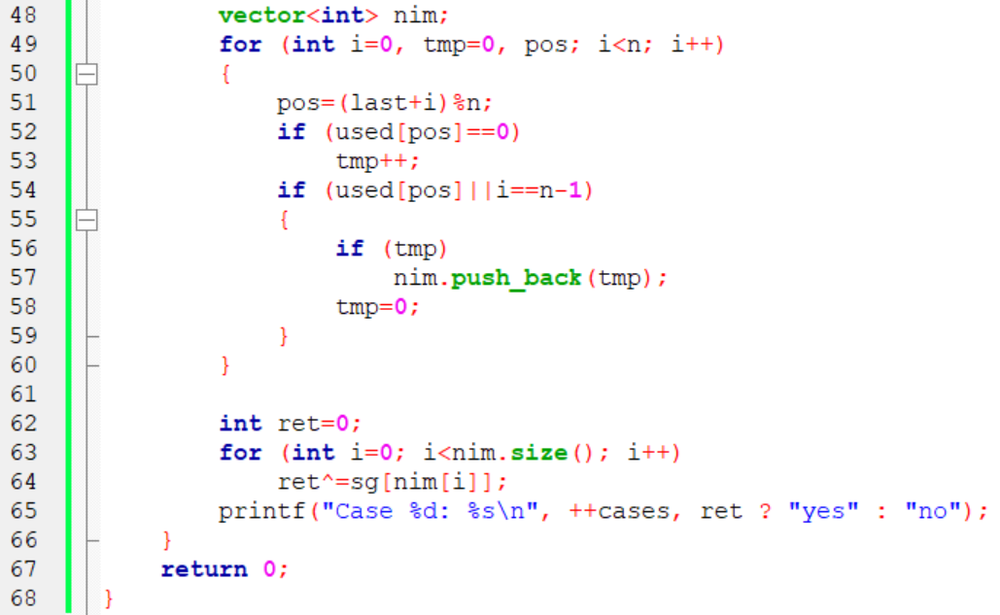 48 vector<int> nim;
49 for (int i=0, tmp=0, pos; i<n; i++)
50 {
51 pos=(last+i)%n;
52 if (used[pos]==0)
53 tmp++;
54 if (used[pos]||i==n-1)
55 {
56 if (tmp)
57 nim.push_back(tmp);
58 tmp=0;
59 }
60 }
61
62 int ret=0;
63 for (int i=0; i<nim.size(); i++)
64 ret^=sg[nim[i]];
65 printf("Case %d: %s\n", ++cases, ret ? "yes" : "no");
66 }
67 return 0;
68 }